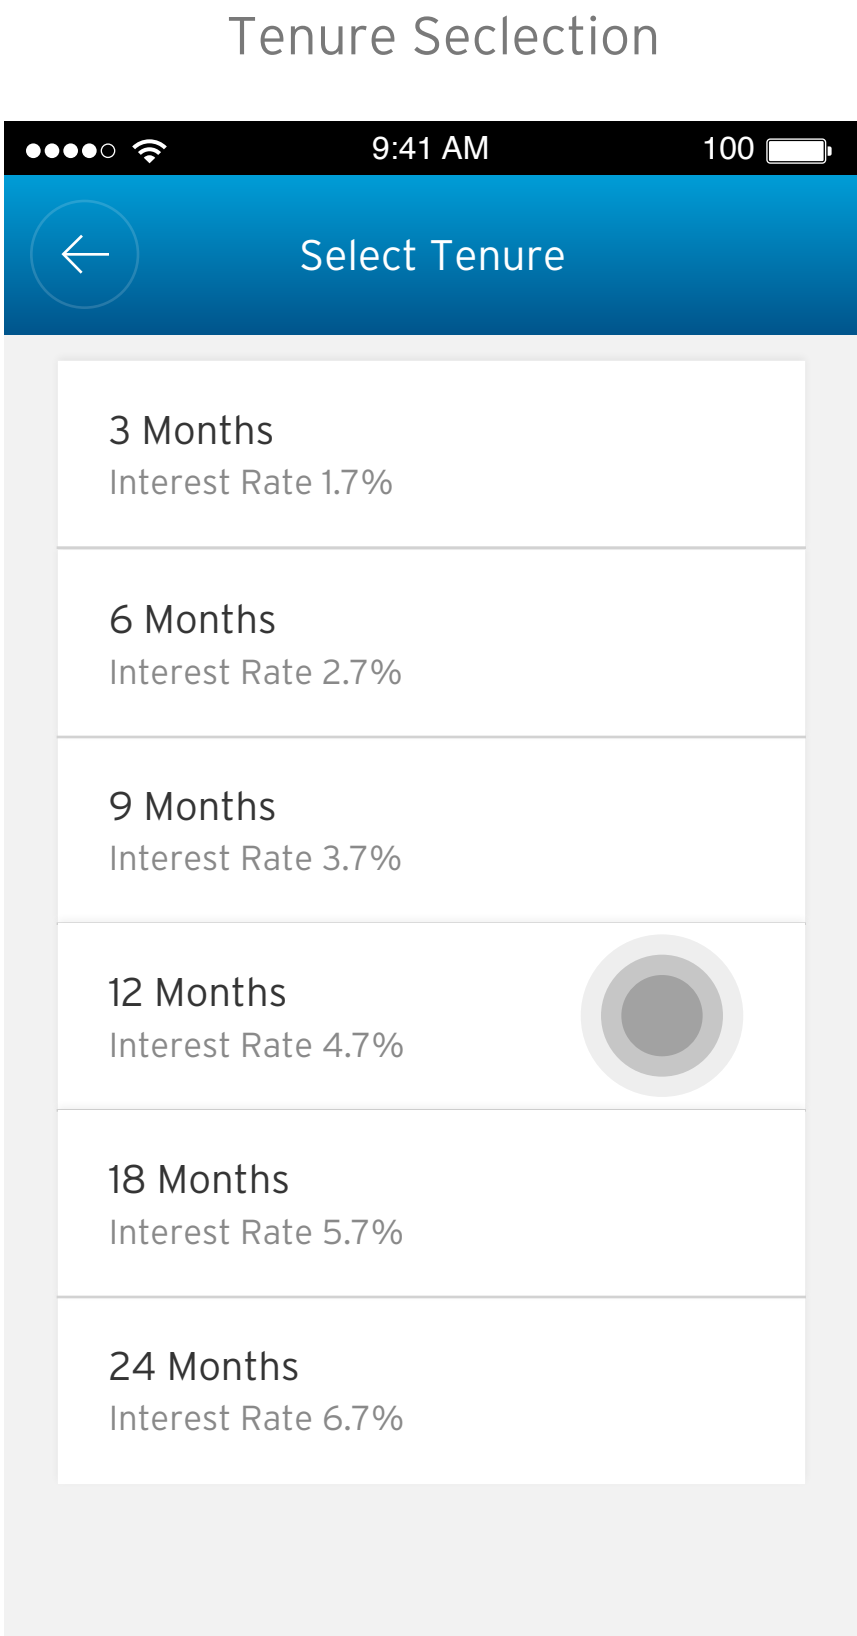 Tenure Seclection
9:41 AM 100
Select Tenure
3 Months
Interest Rate 1.7%
6 Months
Interest Rate 2.7%
9 Months
Interest Rate 3.7%
12 Months
Interest Rate 4.7%
18 Months
Interest Rate 5.7%
24 Months
Interest Rate 6.7%